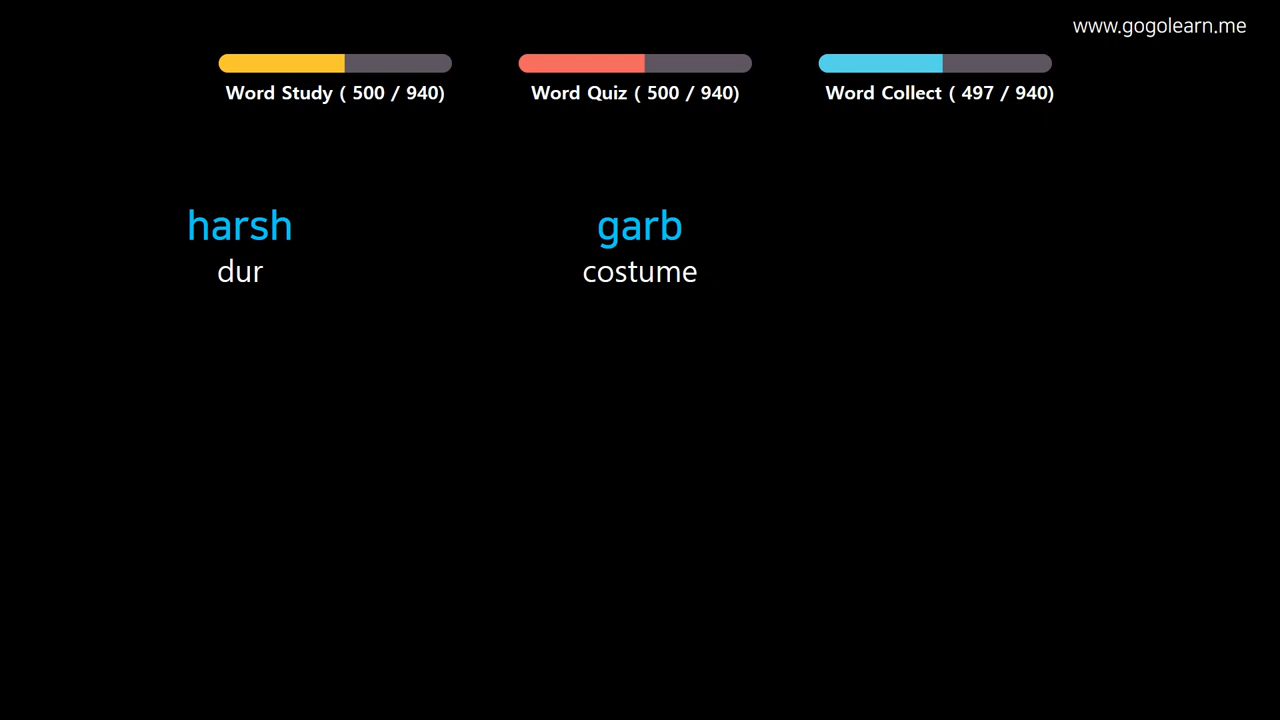 www.gogolearn.me
Word Study ( 500 / 940)
Word Quiz ( 500 / 940)
Word Collect ( 497 / 940)
harsh
dur
garb
costume